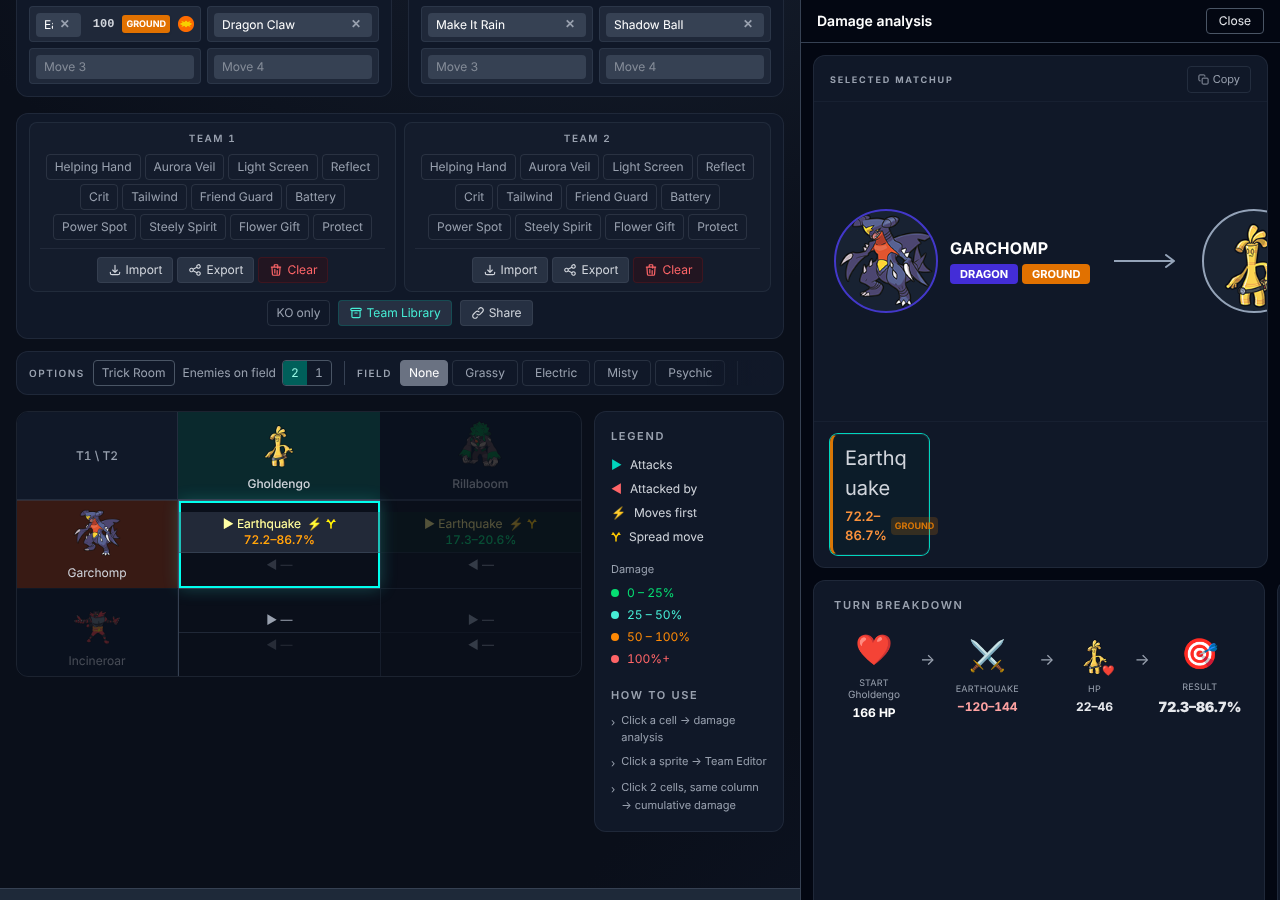 Ea ✕ 100 GROUND Dragon Claw ✕
Move 3 Move 4
Make It Rain ✕ Shadow Ball ✕
Move 3 Move 4
TEAM 1
Helping Hand Aurora Veil Light Screen Reflect
Crit Tailwind Friend Guard Battery
Power Spot Steely Spirit Flower Gift Protect
Import Export Clear
TEAM 2
Helping Hand Aurora Veil Light Screen Reflect
Crit Tailwind Friend Guard Battery
Power Spot Steely Spirit Flower Gift Protect
Import Export Clear
KO only Team Library Share
OPTIONS Trick Room Enemies on field 2 1 FIELD None Grassy Electric Misty Psychic
T1 \ T2 Gholdengo Rillaboom
Garchomp
▶ Earthquake ⚡
72.2–86.7%
◀ —
▶ Earthquake ⚡
17.3–20.6%
◀ —
Incineroar
▶ — ▶ —
◀ — ◀ —
LEGEND
▶ Attacks
◀ Attacked by
⚡ Moves first
Spread move
Damage
0 – 25%
25 – 50%
50 – 100%
100%+
HOW TO USE
› Click a cell → damage
analysis
› Click a sprite → Team Editor
› Click 2 cells, same column
→ cumulative damage
Damage analysis Close
SELECTED MATCHUP Copy
GARCHOMP
DRAGON GROUND
Earthq
uake
72.2–
86.7% GROUND
TURN BREAKDOWN
START
Gholdengo
166 HP
→
EARTHQUAKE
−120–144
→
HP
22–46
→
RESULT
72.3–86.7%